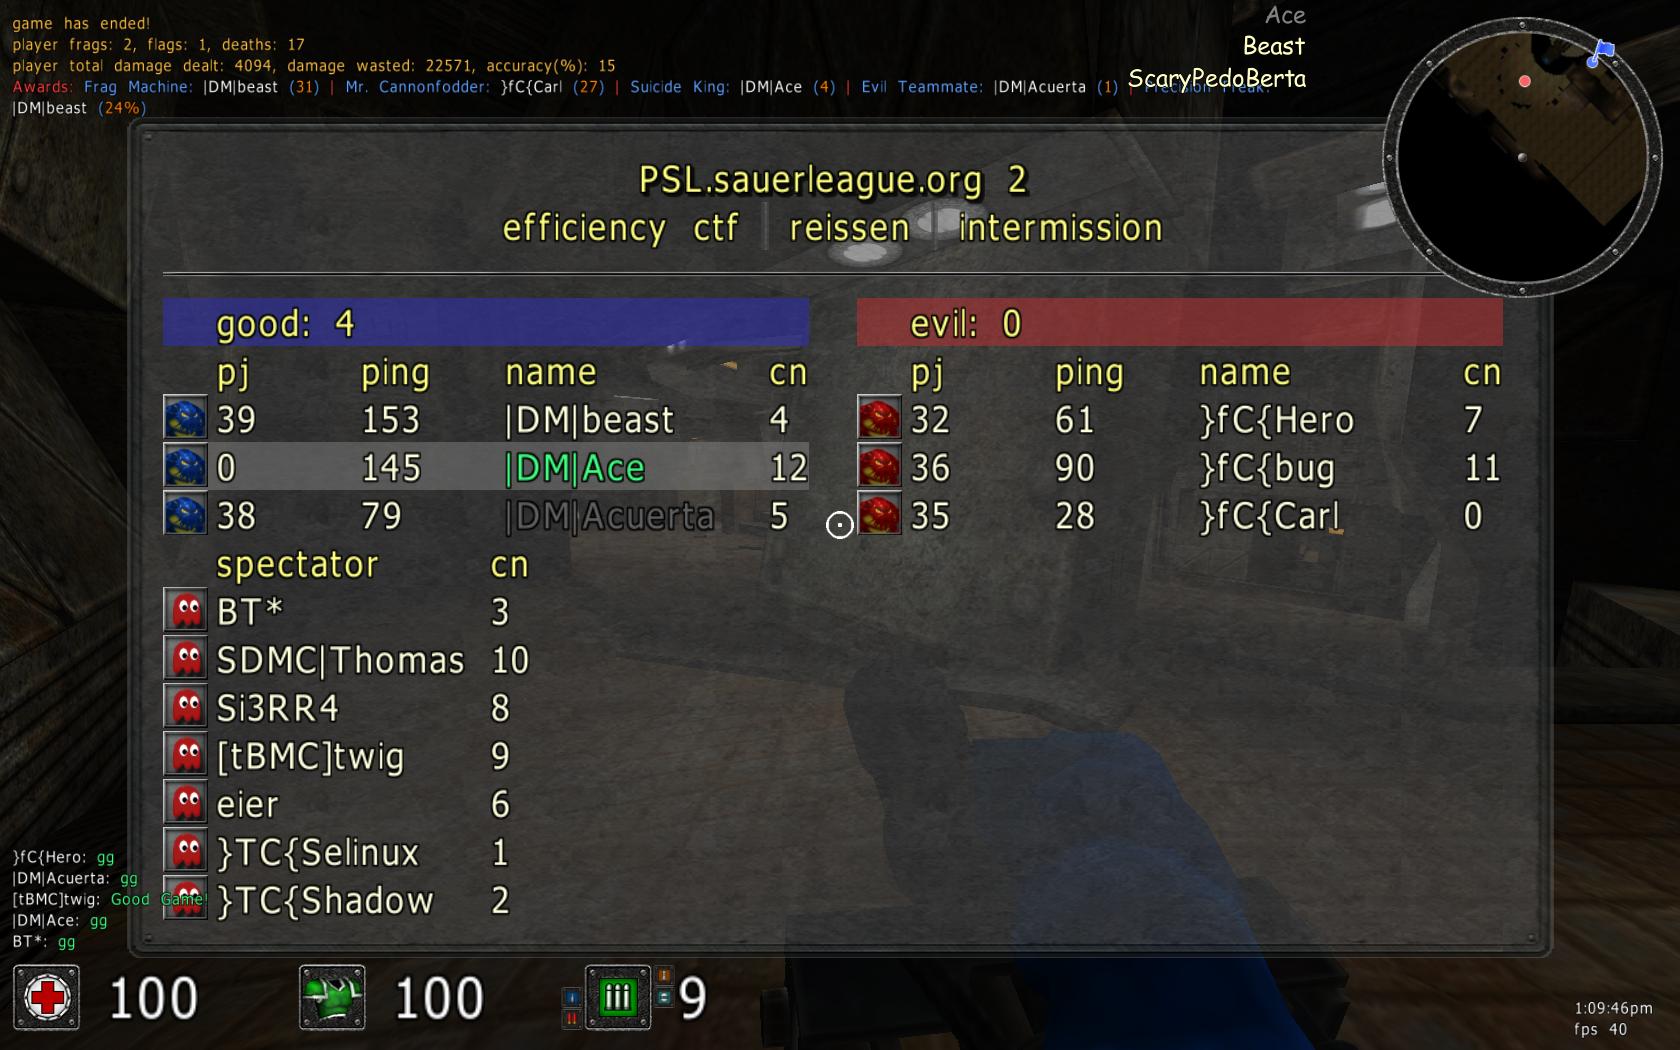 game has ended!
player frags: 2, flags: 1, deaths: 17
player total damage dealt: 4094, damage wasted: 22571, accuracy(%): 15
Awards: Frag Machine: |DM|beast (31) | Mr. Cannonfodder: }fC{Carl (27) | Suicide King: |DM|Ace (4) | Evil Teammate: |DM|Acuerta (1) | Precision Freak:
|DM|beast (24%)
Ace
Beast
ScaryPedoBerta
PSL.sauerleague.org 2
efficiency ctf | reissen | intermission
good: 4 evil: 0
pj ping name cn pj ping name cn
39 153 |DM|beast 4 32 61 }fC{Hero 7
0 145 |DM|Ace 12 36 90 }fC{bug 11
38 79 |DM|Acuerta 5 35 28 }fC{Carl 0
spectator cn
BT* 3
SDMC|Thomas 10
Si3RR4 8
[tBMC]twig 9
eier 6
}TC{Selinux 1
}TC{Shadow 2
}fC{Hero: gg
|DM|Acuerta: gg
[tBMC]twig: Good Game!
|DM|Ace: gg
BT*: gg
100 100 9
1:09:46pm
fps 40